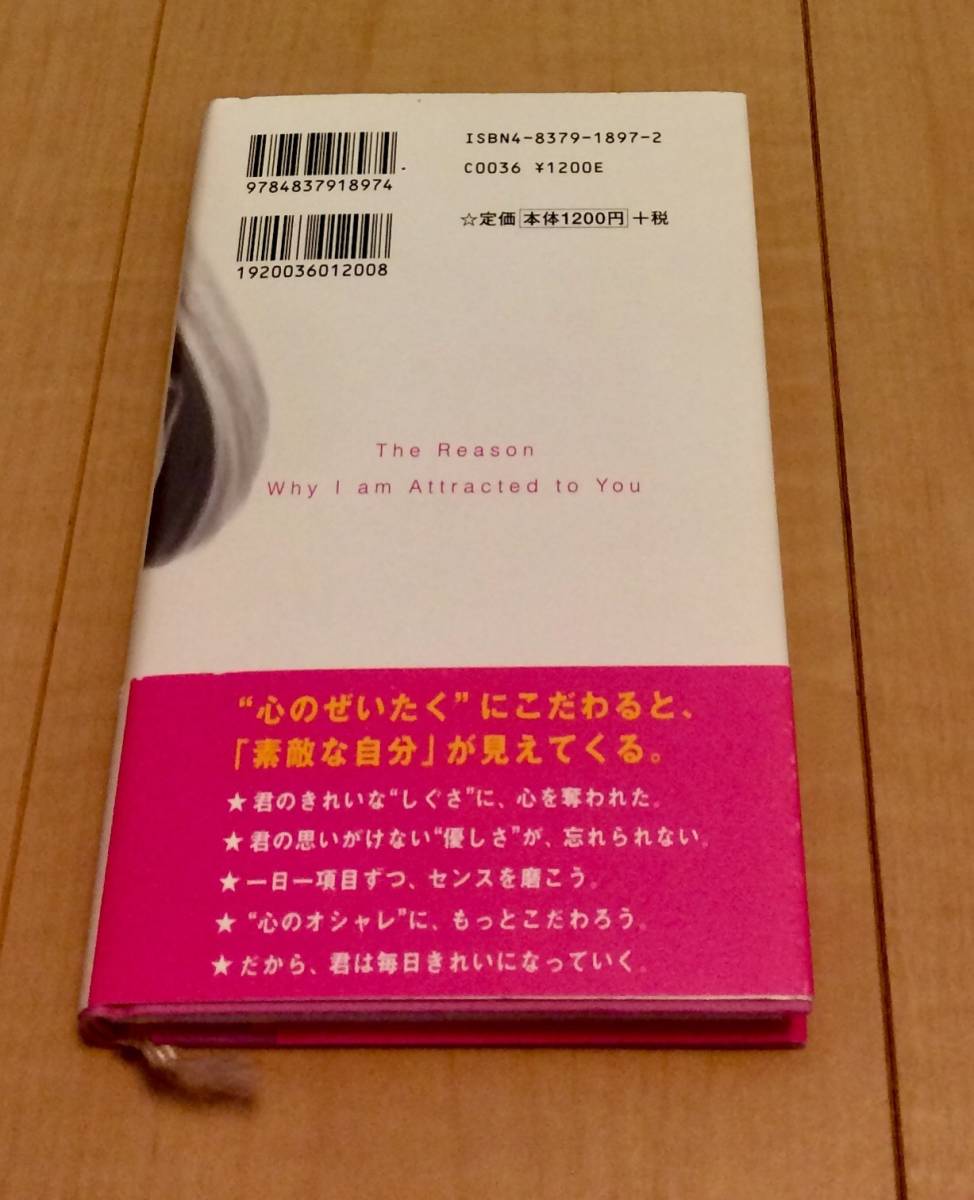 ISBN4-8379-1897-2
9784837918974
C0036 ¥1200E
☆定価 本体1200円 +税
1920036012008
The Reason
Why I am Attracted to You
“心のぜいたく”にこだわると、
「素敵な自分」が見えてくる。
★君のきれいな“しぐさ”に、心を奪われた。
★君の思いがけない“優しさ”が、忘れられない。
★一日一項目ずつ、センスを磨こう。
★“心のオシャレ”に、もっとこだわろう。
★だから、君は毎日きれいになっていく。